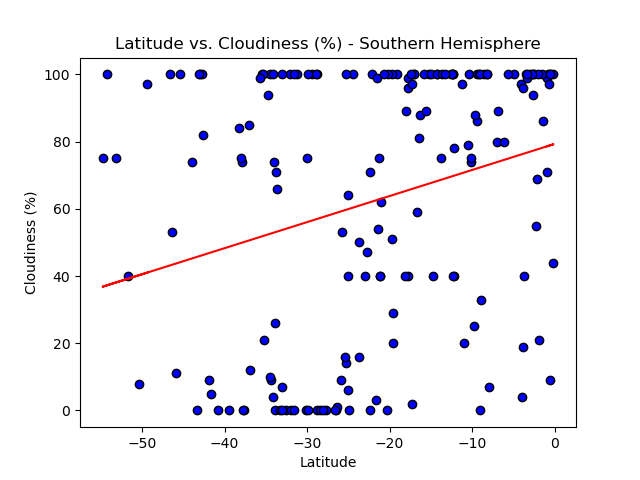 Latitude vs. Cloudiness (%) - Southern Hemisphere
100
80
60
40
20
0
Cloudiness (%)
−50 −40 −30 −20 −10 0
Latitude